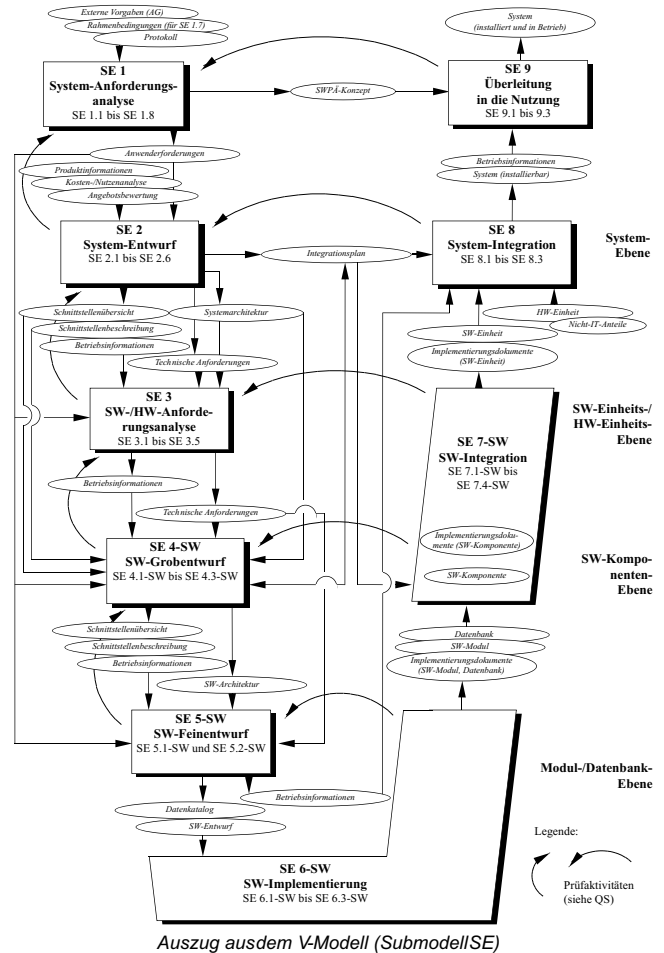 Externe Vorgaben (AG)
Rahmenbedingungen (für SE 1.7)
Protokoll
System
(installiert und in Betrieb)
SE 1
System-Anforderungs-
analyse
SE 1.1 bis SE 1.8
SWPÄ-Konzept
SE 9
Überleitung
in die Nutzung
SE 9.1 bis SE 9.3
Anwenderforderungen
Produktinformationen
Kosten-/Nutzenanalyse
Angebotsbewertung
Betriebsinformationen
System (installierbar)
SE 2
System-Entwurf
SE 2.1 bis SE 2.6
Integrationsplan
SE 8
System-Integration
SE 8.1 bis SE 8.3
System-
Ebene
Schnittstellenübersicht
Systemarchitektur
Schnittstellenbeschreibung
Betriebsinformationen
Technische Anforderungen
HW-Einheit
Nicht-IT-Anteile
SW-Einheit
Implementierungsdokumente
(SW-Einheit)
SE 3
SW-/HW-Anforde-
rungsanalyse
SE 3.1 bis SE 3.5
SE 7-SW
SW-Integration
SE 7.1-SW bis
SE 7.4-SW
SW-Einheits-/
HW-Einheits-
Ebene
Betriebsinformationen
Technische Anforderungen
SE 4-SW
SW-Grobentwurf
SE 4.1-SW bis SE 4.3-SW
Implementierungsdoku-
mente (SW-Komponente)
SW-Komponente
SW-Kompo-
nenten-
Ebene
Schnittstellenübersicht
Schnittstellenbeschreibung
Betriebsinformationen
SW-Architektur
Datenbank
SW-Modul
Implementierungsdokumente
(SW-Modul, Datenbank)
SE 5-SW
SW-Feinentwurf
SE 5.1-SW und SE 5.2-SW
Modul-/Datenbank-
Ebene
Betriebsinformationen
Datenkatalog
SW-Entwurf
SE 6-SW
SW-Implementierung
SE 6.1-SW bis SE 6.3-SW
Legende:
Prüfaktivitäten
(siehe QS)
Auszug ausdem V-Modell (SubmodellSE)